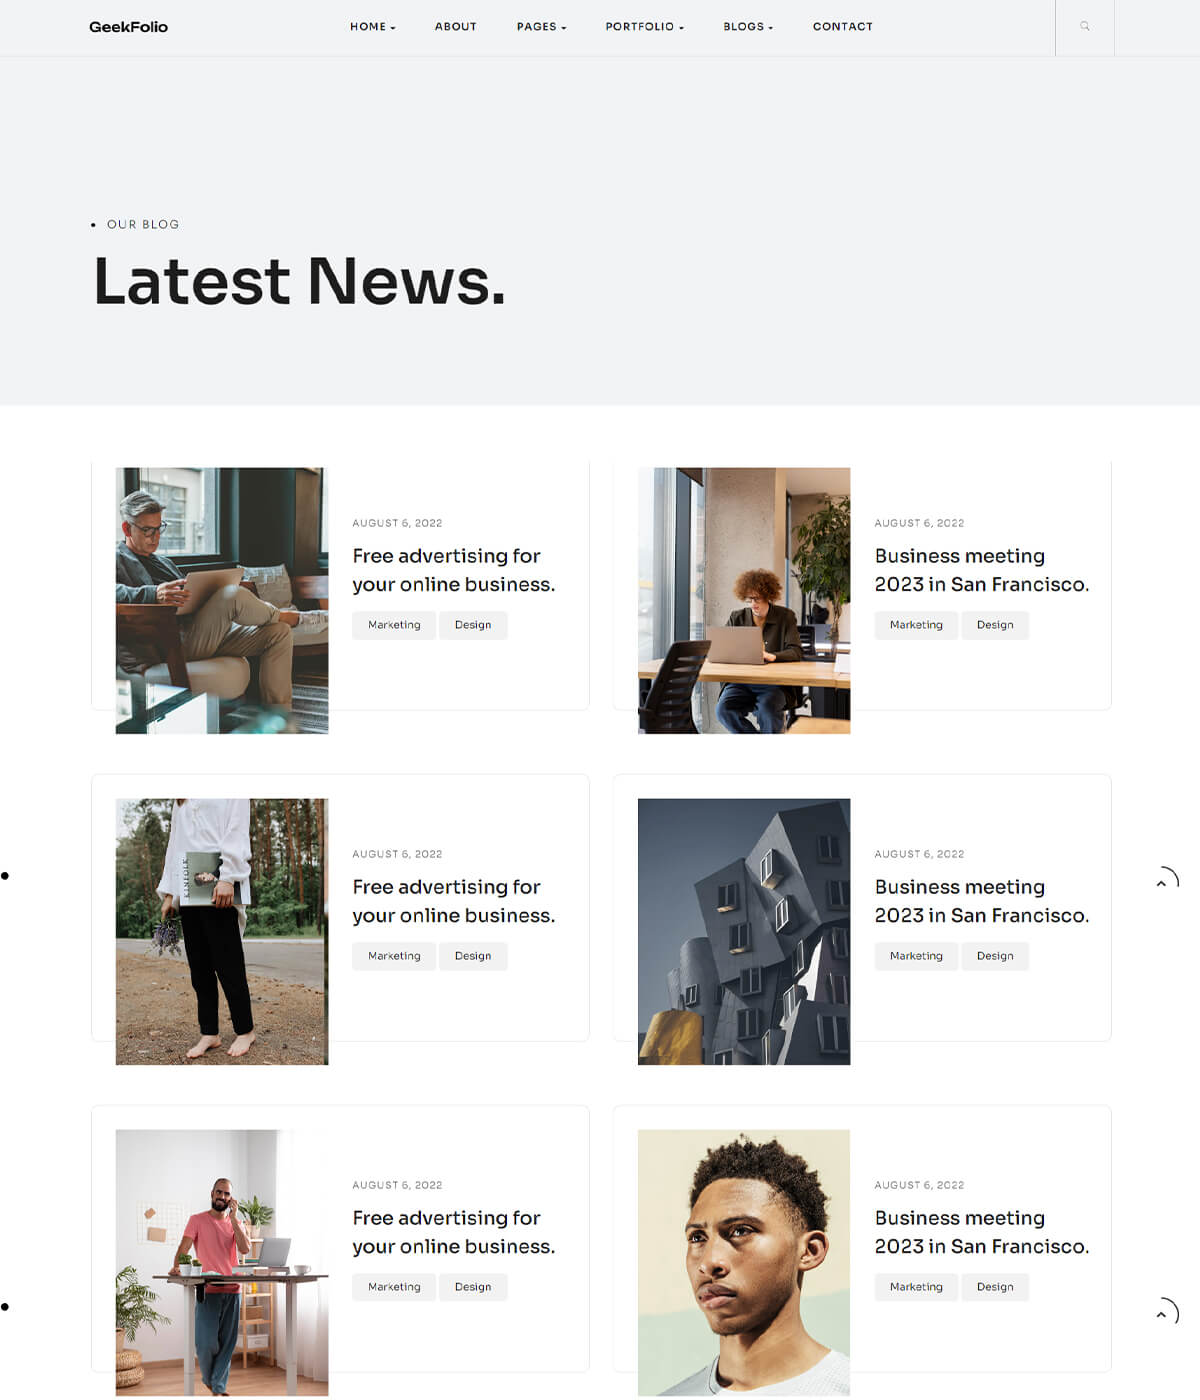 GeekFolio
HOME
ABOUT
PAGES
PORTFOLIO
BLOGS
CONTACT
OUR BLOG
Latest News.
AUGUST 6, 2022
Free advertising for
your online business.
Marketing
Design
AUGUST 6, 2022
Business meeting
2023 in San Francisco.
Marketing
Design
AUGUST 6, 2022
Free advertising for
your online business.
Marketing
Design
KINFOLK
AUGUST 6, 2022
Business meeting
2023 in San Francisco.
Marketing
Design
AUGUST 6, 2022
Free advertising for
your online business.
Marketing
Design
AUGUST 6, 2022
Business meeting
2023 in San Francisco.
Marketing
Design